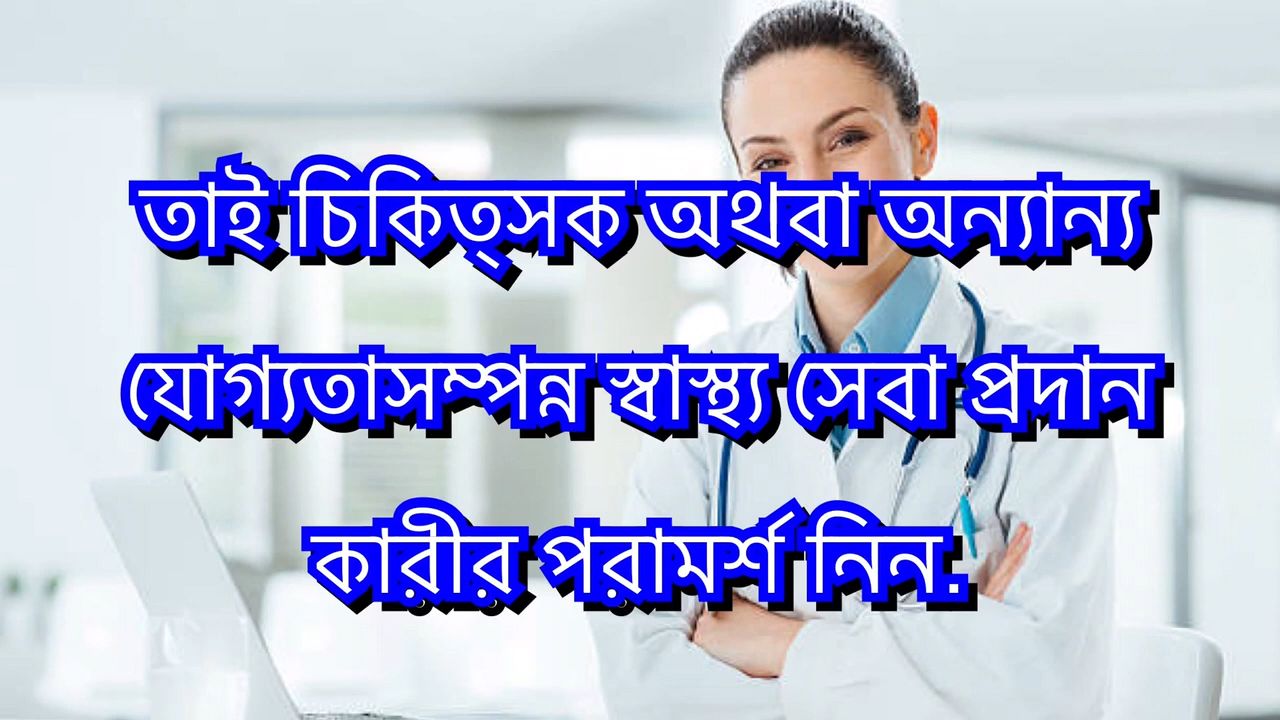 তাই চিকিত্সক অথবা অন্যান্য
যোগ্যতাসম্পন্ন স্বাস্থ্য সেবা প্রদান
কারীর পরামর্শ নিন.